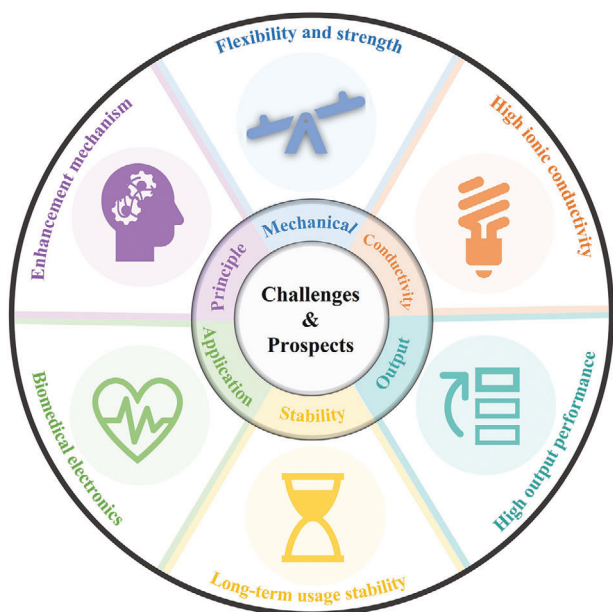 Flexibility and strength
High ionic conductivity
High output performance
Long-term usage stability
Biomedical electronics
Enhancement mechanism
Mechanical
Conductivity
Output
Stability
Application
Principle
Challenges
&
Prospects